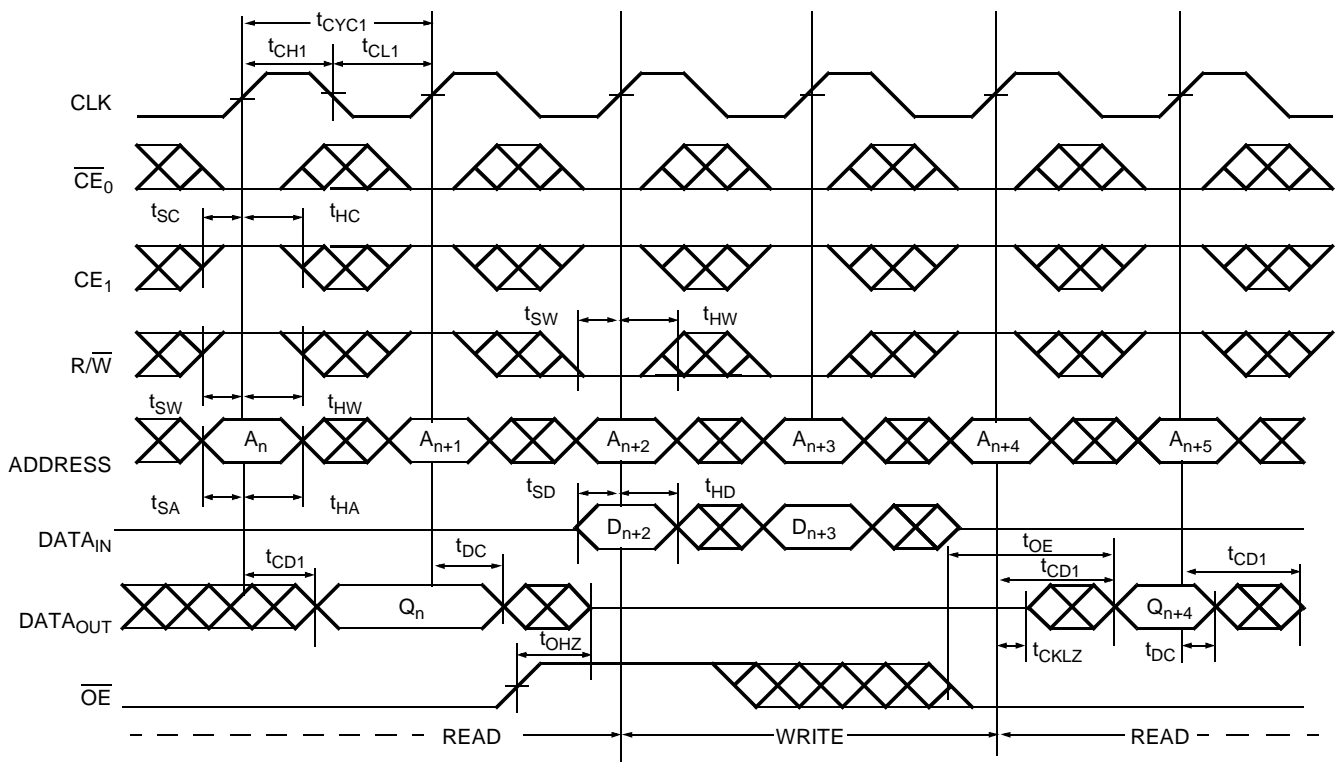 tCYC1
tCH1 tCL1
CLK
CE0
tSC tHC
CE1
tSW tHW
R/W
tSW tHW
An An+1 An+2 An+3 An+4 An+5
ADDRESS
tSA tHA tSD tHD
Dn+2 Dn+3
DATAIN
tCD1 tDC tOE tCD1 tCD1
Qn Qn+4
DATAOUT
tOHZ tCKLZ tDC
OE
READ WRITE READ